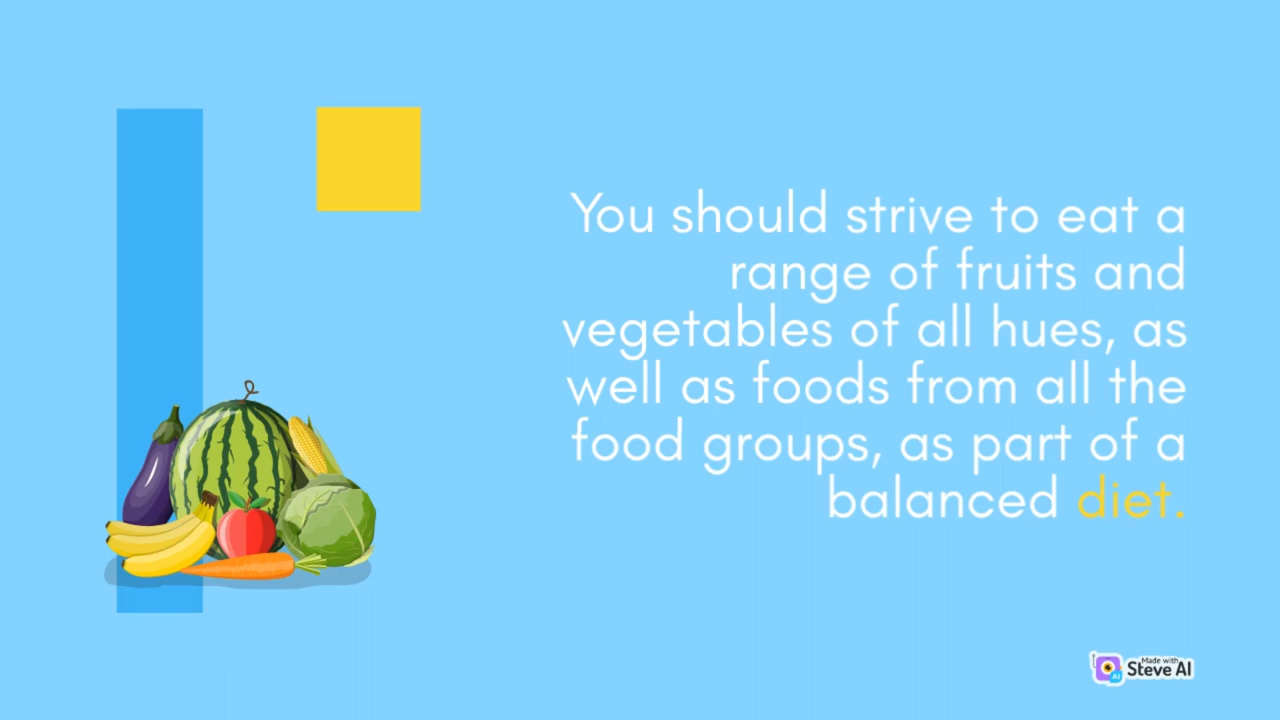 You should strive to eat a
range of fruits and
vegetables of all hues, as
well as foods from all the
food groups, as part of a
balanced diet.
Made with
Steve AI
AI